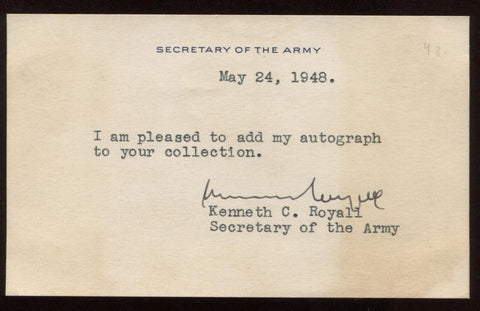 SECRETARY OF THE ARMY
48.
May 24, 1948.
I am pleased to add my autograph
to your collection.
Kenneth C. Royall
Secretary of the Army